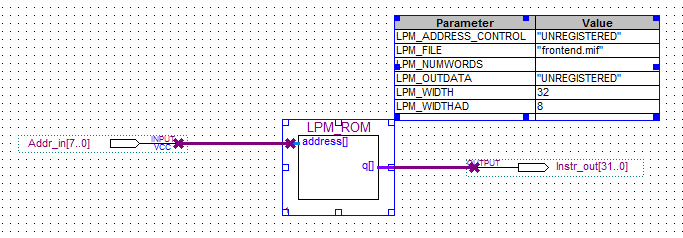 Parameter Value
LPM_ADDRESS_CONTROL "UNREGISTERED"
LPM_FILE "frontend.mif"
LPM_NUMWORDS
LPM_OUTDATA "UNREGISTERED"
LPM_WIDTH 32
LPM_WIDTHAD 8
LPM_ROM
Addr_in[7..0] INPUT
VCC
address[]
q[]
OUTPUT Instr_out[31..0]